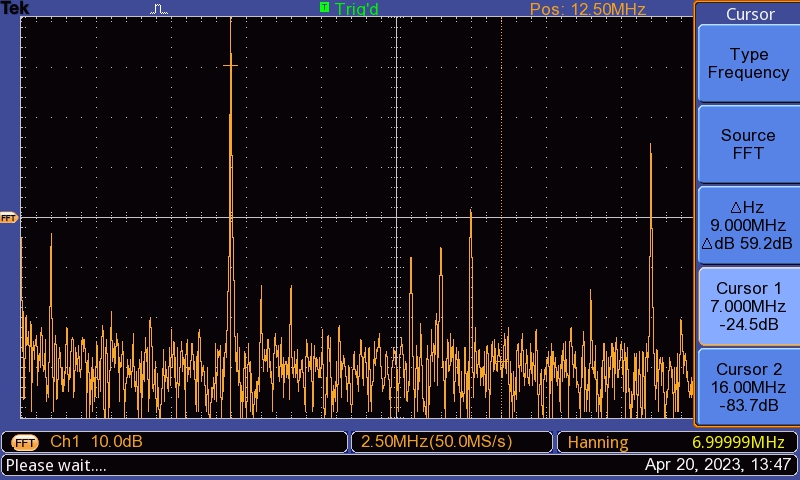 Tek
T Trig'd
Pos: 12.50MHz
Cursor
Type
Frequency
Source
FFT
△Hz
9.000MHz
△dB 59.2dB
Cursor 1
7.000MHz
-24.5dB
Cursor 2
16.00MHz
-83.7dB
FFT
FFT Ch1 10.0dB
2.50MHz(50.0MS/s)
Hanning 6.99999MHz
Please wait.... Apr 20, 2023, 13:47